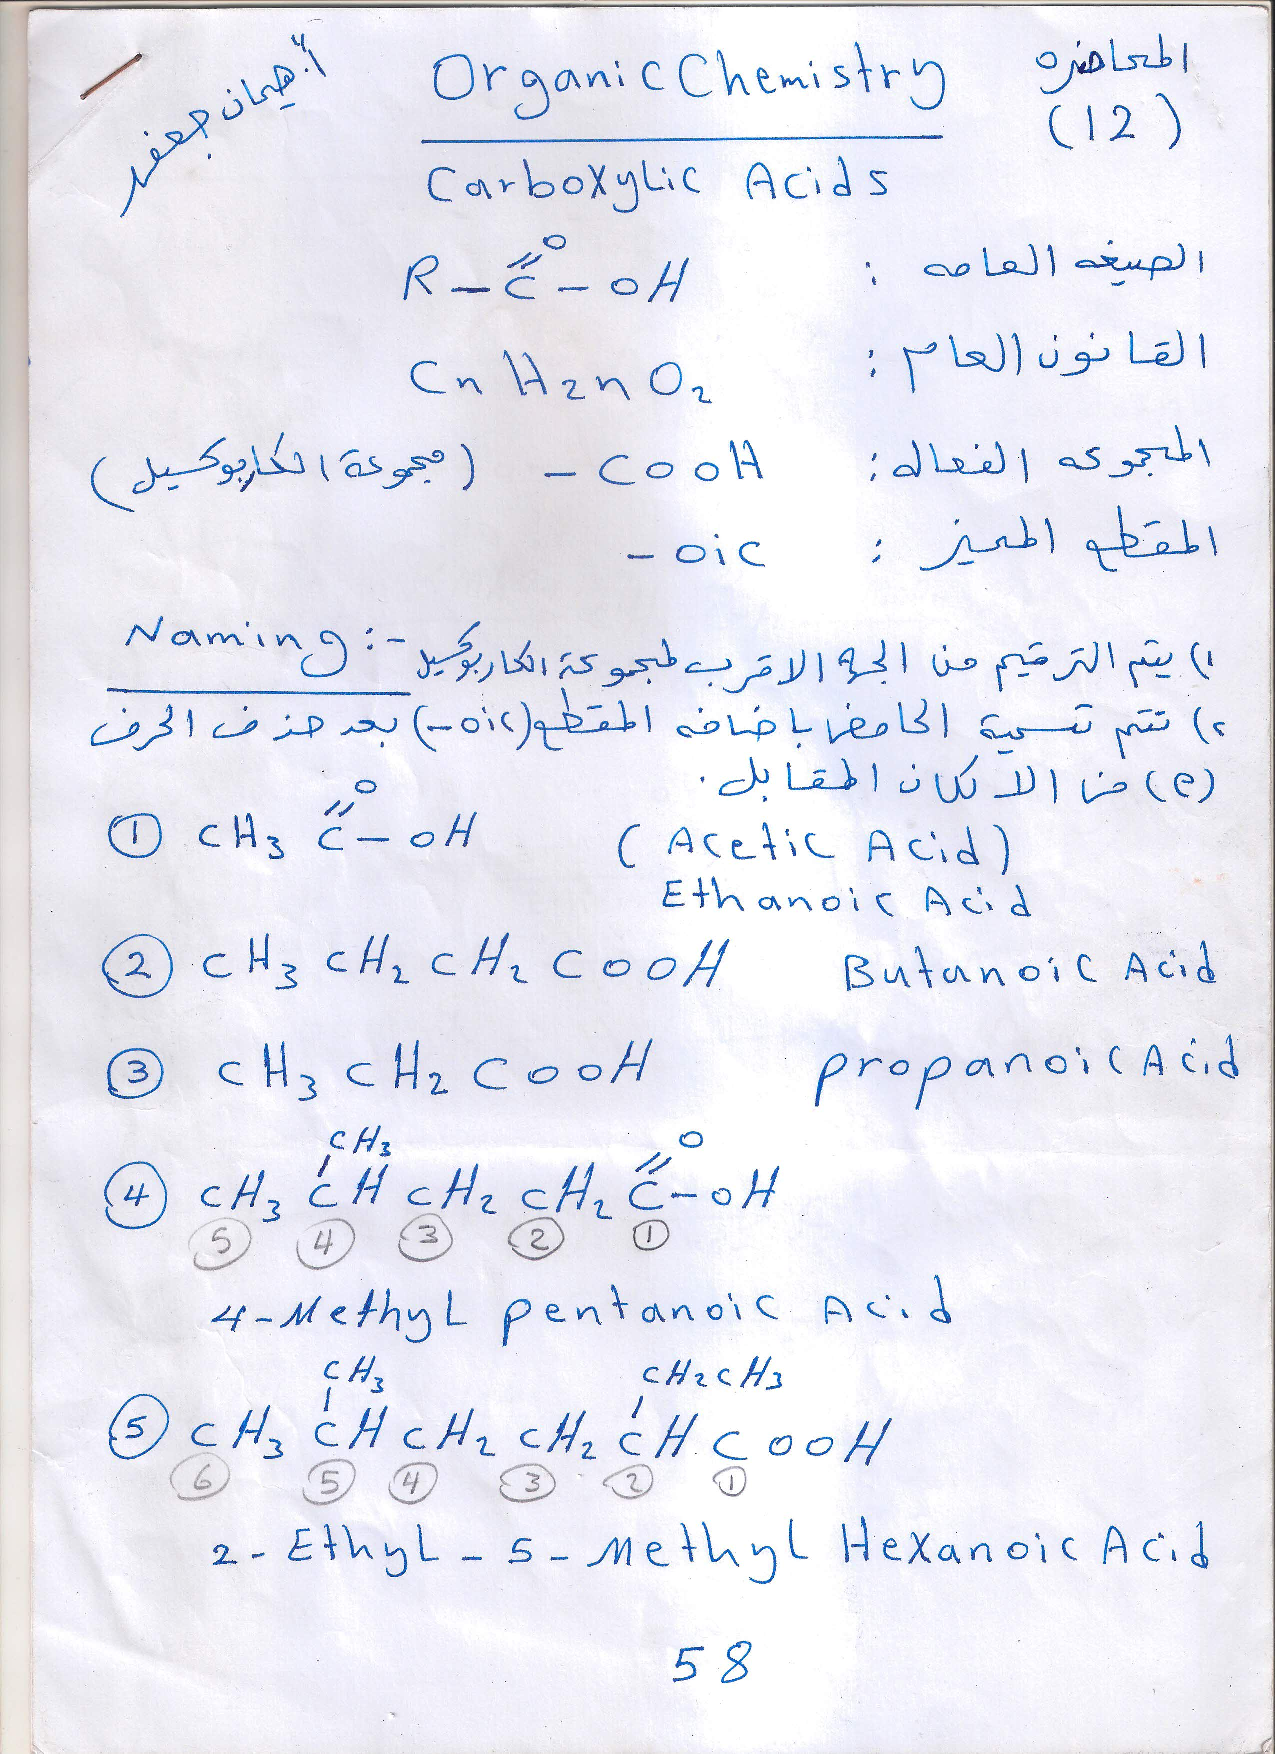 أ. هيمان جعفر
Organic Chemistry
المحاضره
(12)
Carboxylic Acids
الصيغه العامه :
O
R - C - OH
القانون العام :
CnH2nO2
المجموعه الفعاله : -COOH (مجموعة الكاربوكسيل)
المقطع المميز : -oic
Naming :-
١) يتم الترقيم من الجهه الاقرب لمجموعة الكاربوكسيل
٢) تتم تسمية الحامض باضافه المقطع (-oic) بعد حذف الحرف
(e) من الالكان المقابل.
O
① CH3 C - OH (Acetic Acid)
Ethanoic Acid
② CH3 CH2 CH2 COOH Butanoic Acid
③ CH3 CH2 COOH propanoic Acid
CH3 O
④ CH3 CH CH2 CH2 C - OH
⑤ ④ ③ ② ①
4-Methyl pentanoic Acid
CH3 CH2CH3
⑤ CH3 CH CH2 CH2 CH COOH
⑥ ⑤ ④ ③ ② ①
2 - Ethyl - 5 - Methyl Hexanoic Acid
58